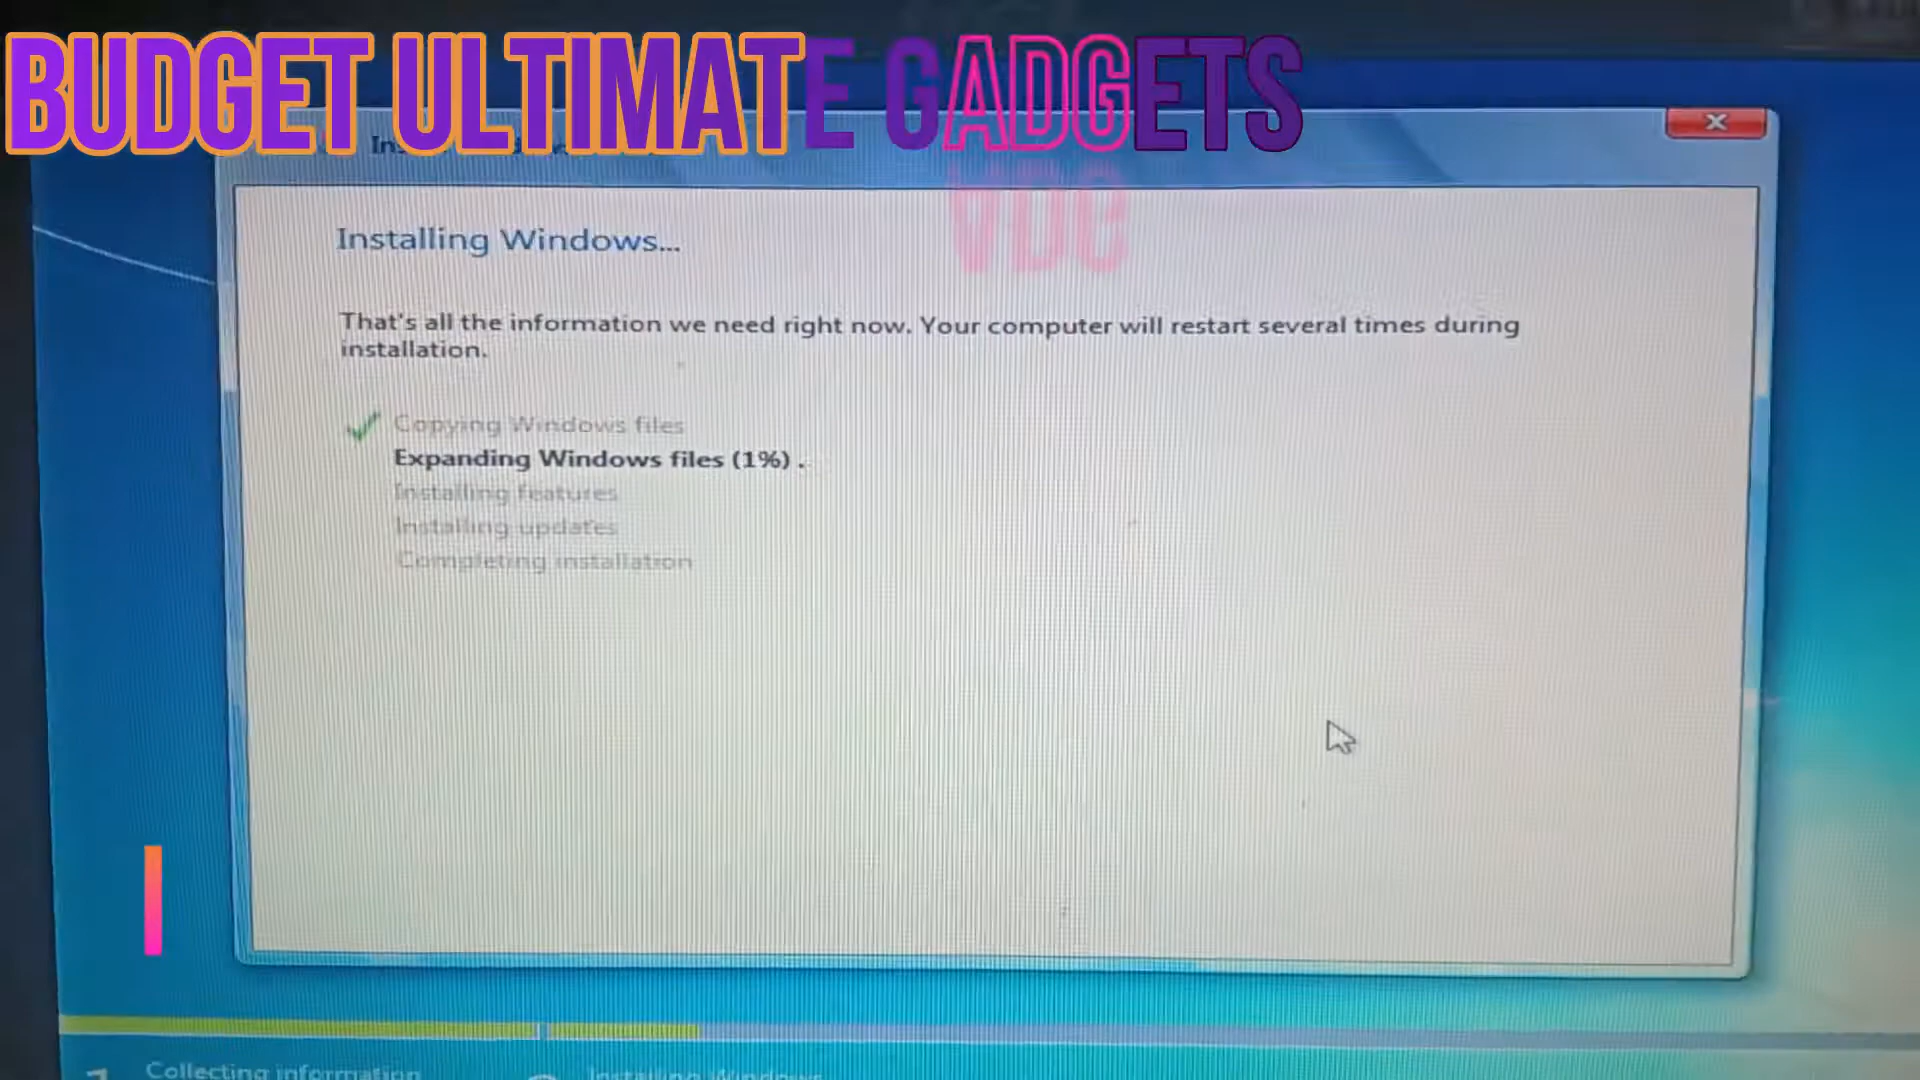 BUDGET ULTIMATE GADGETS
Installing Windows...
That's all the information we need right now. Your computer will restart several times during
installation.
Copying Windows files
Expanding Windows files (1%) .
Installing features
Installing updates
Completing installation
Collecting information
Installing Windows